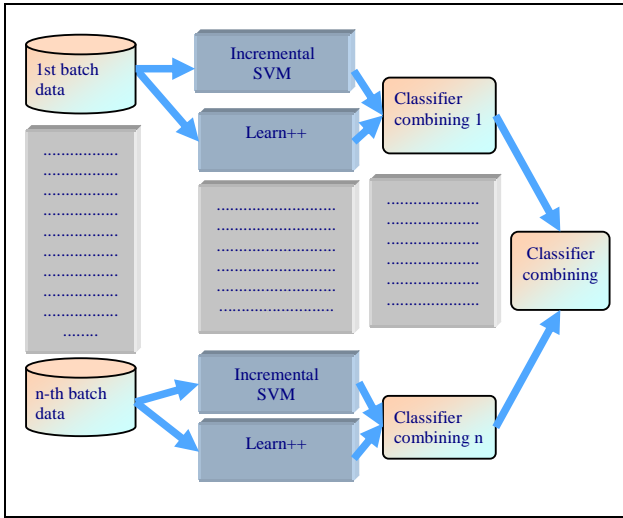 1st batch
data
Incremental
SVM
Learn++
Classifier
combining 1
.................
.................
.................
.................
.................
.................
.................
.................
.................
........
..........................
..........................
..........................
..........................
..........................
.....................
.....................
.....................
.....................
.....................
.....................
Classifier
combining
n-th batch
data
Incremental
SVM
Learn++
Classifier
combining n